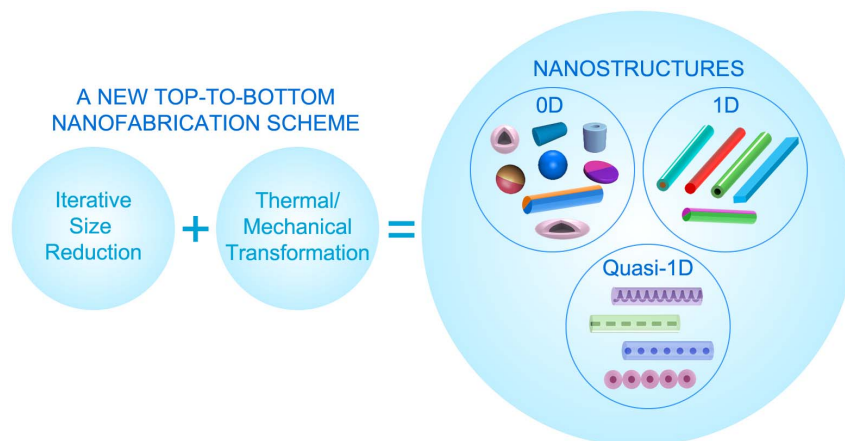 A NEW TOP-TO-BOTTOM
NANOFABRICATION SCHEME
Iterative
Size
Reduction
+
Thermal/
Mechanical
Transformation
=
NANOSTRUCTURES
0D
1D
Quasi-1D